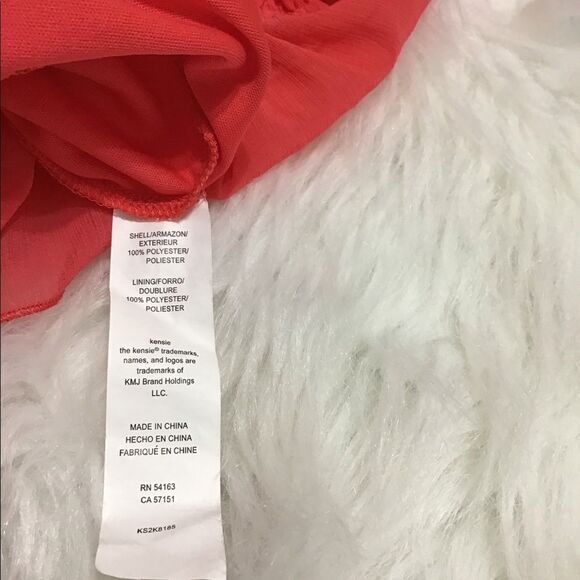 SHELL/ARMAZON/
EXTERIEUR
100% POLYESTER/
POLIESTER
LINING/FORRO/
DOUBLURE
100% POLYESTER/
POLIESTER
kensie
the kensie® trademarks,
names, and logos are
trademarks of
KMJ Brand Holdings
LLC.
MADE IN CHINA
HECHO EN CHINA
FABRIQUÉ EN CHINE
RN 54163
CA 57151
KS2K8185